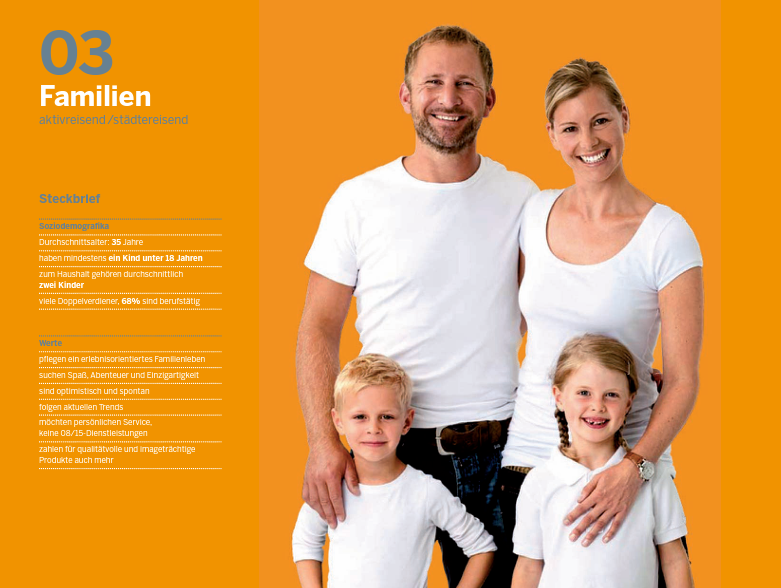 03
Familien
aktivreisend/städtereisend
Steckbrief
Soziodemografika
Durchschnittsalter: 35 Jahre
haben mindestens ein Kind unter 18 Jahren
zum Haushalt gehören durchschnittlich
zwei Kinder
viele Doppelverdiener, 68% sind berufstätig
Werte
pflegen ein erlebnisorientiertes Familienleben
suchen Spaß, Abenteuer und Einzigartigkeit
sind optimistisch und spontan
folgen aktuellen Trends
möchten persönlichen Service,
keine 08/15-Dienstleistungen
zahlen für qualitätvolle und imageträchtige
Produkte auch mehr